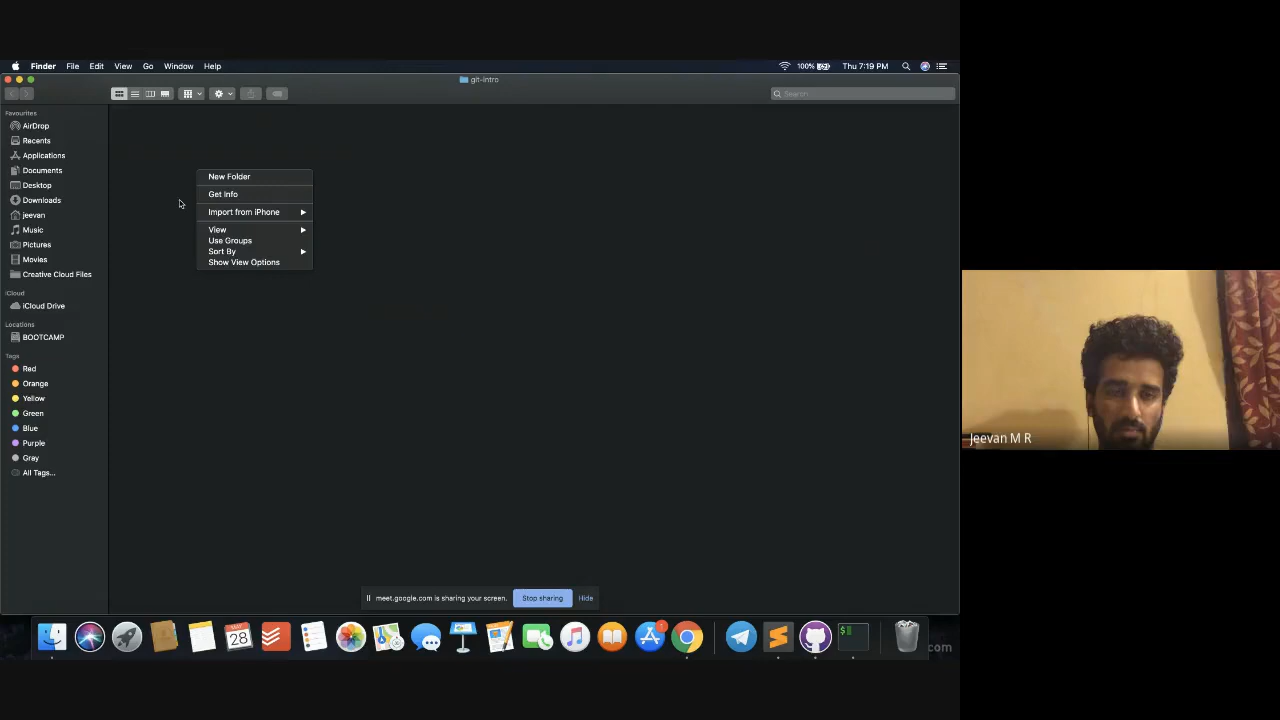 Finder File Edit View Go Window Help
100% Thu 7:19 PM
git-intro
Search
Favourites
AirDrop
Recents
Applications
Documents
Desktop
Downloads
jeevan
Music
Pictures
Movies
Creative Cloud Files
iCloud
iCloud Drive
Locations
BOOTCAMP
Tags
Red
Orange
Yellow
Green
Blue
Purple
Gray
All Tags...
New Folder
Get Info
Import from iPhone
View
Use Groups
Sort By
Show View Options
Jeevan M R
meet.google.com is sharing your screen. Stop sharing Hide
MAY
28
$
com